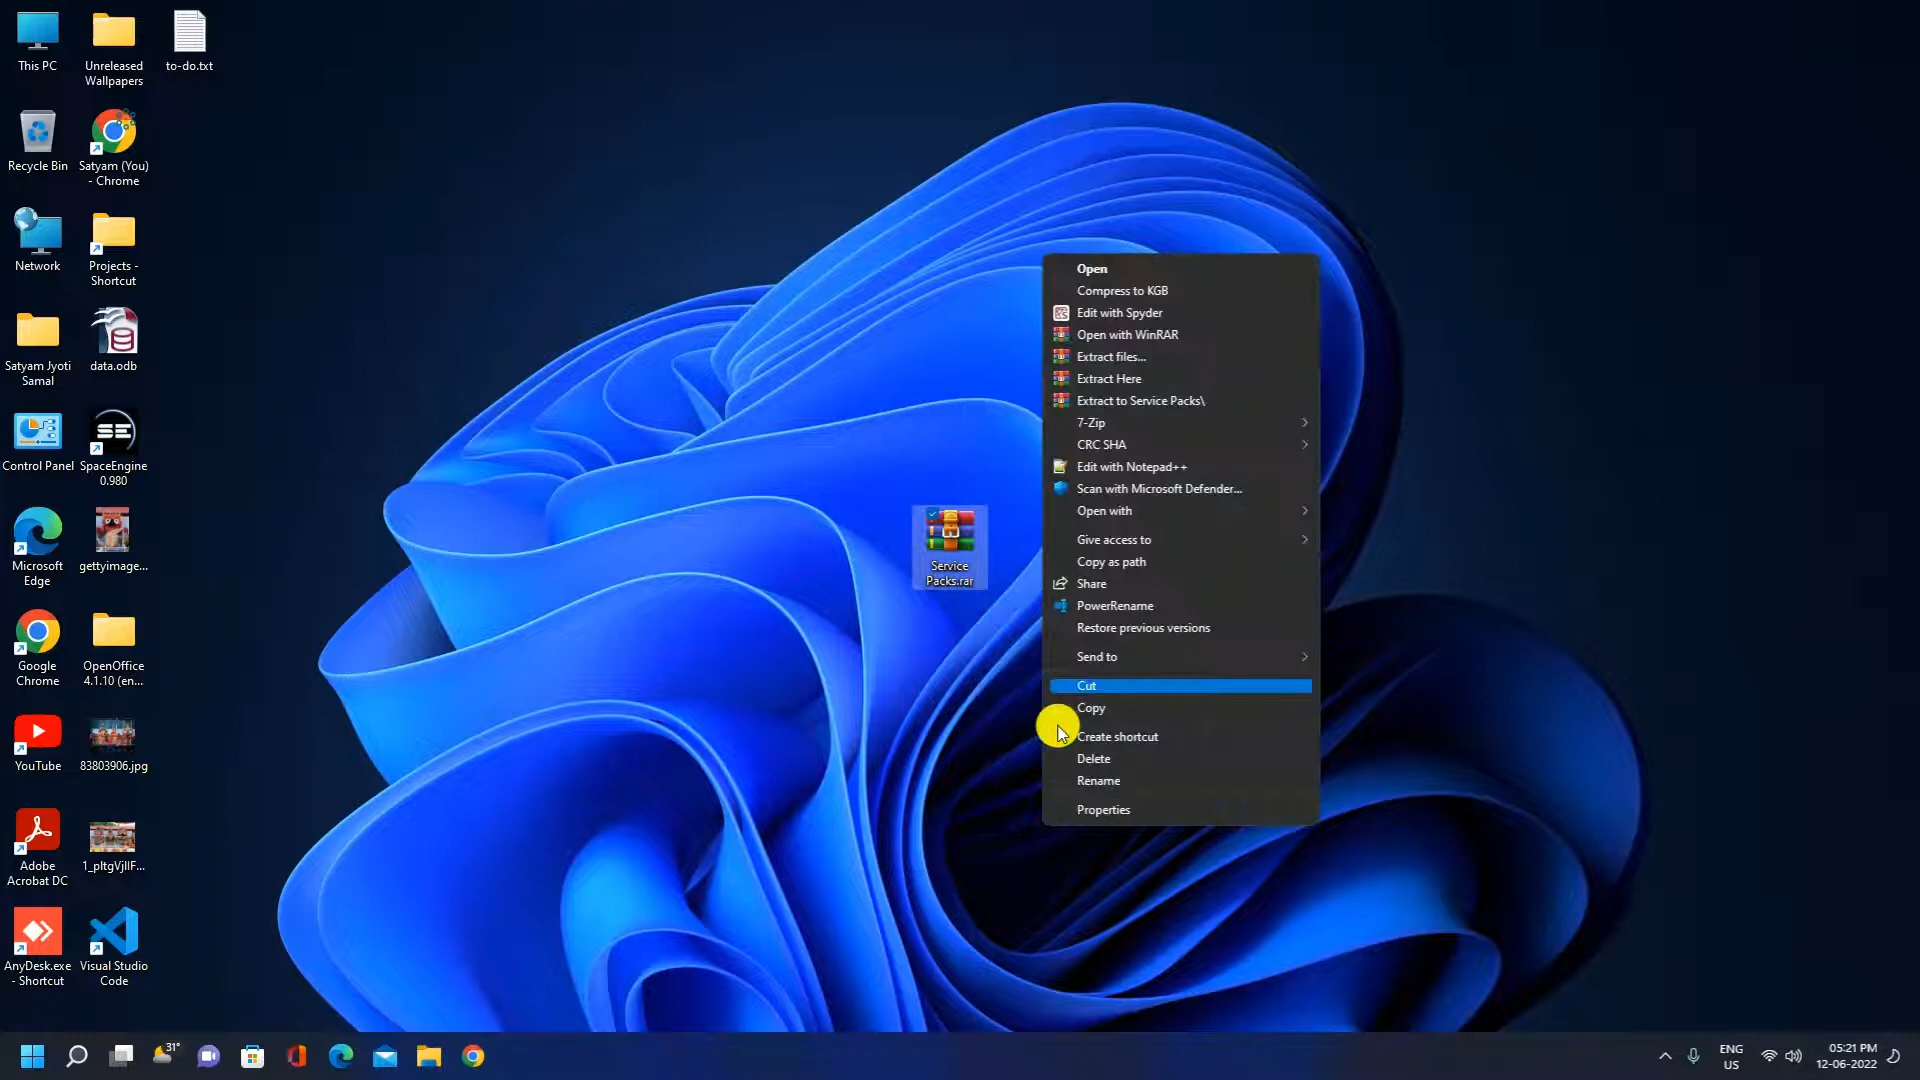 This PC
Unreleased
Wallpapers
to-do.txt
Recycle Bin
Satyam (You)
- Chrome
Network
Projects -
Shortcut
Satyam Jyoti
Samal
data.odb
Control Panel
SpaceEngine
0.980
Microsoft
Edge
gettyimage...
Google
Chrome
OpenOffice
4.1.10 (en...
YouTube
83803906.jpg
Adobe
Acrobat DC
AnyDesk.exe
- Shortcut
Visual Studio
Code
Service
Packs.rar
Open
Compress to KGB
Edit with Spyder
Open with WinRAR
Extract files...
Extract Here
Extract to Service Packs\
7-Zip
CRC SHA
Edit with Notepad++
Scan with Microsoft Defender...
Open with
Give access to
Copy as path
Share
PowerRename
Restore previous versions
Send to
Cut
Copy
Create shortcut
Delete
Rename
Properties
31°
ENG
US
05:21 PM
12-06-2022